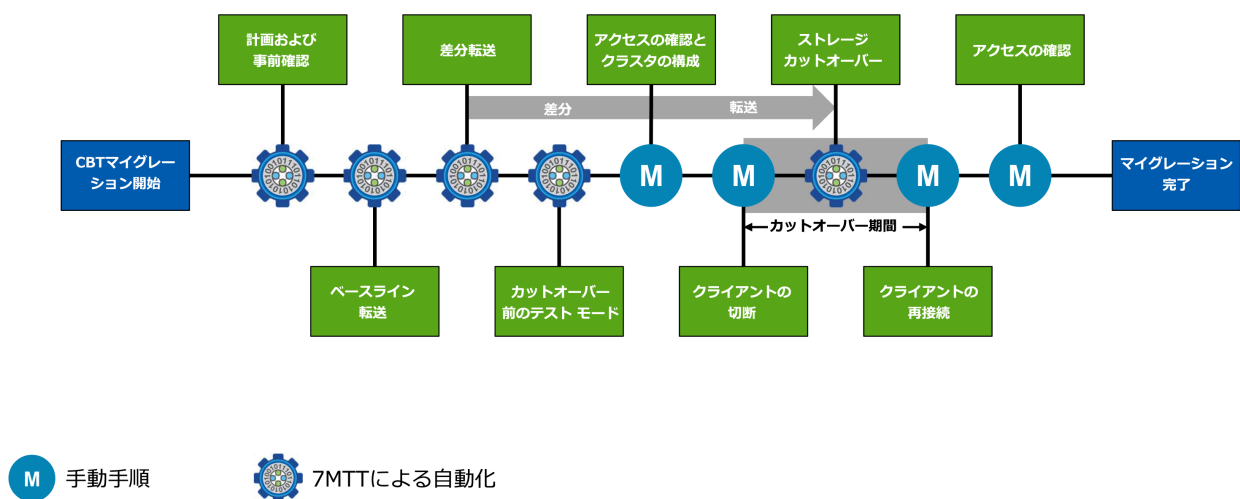 計画および
事前確認
差分転送
アクセスの確認と
クラスタの構成
ストレージ
カットオーバー
アクセスの確認
差分
転送
CBTマイグレー
ション開始
M
M
M
M
マイグレーション
完了
カットオーバー期間
ベースライン
転送
カットオーバー
前のテスト モード
クライアントの
切断
クライアントの
再接続
M
手動手順
7MTTによる自動化